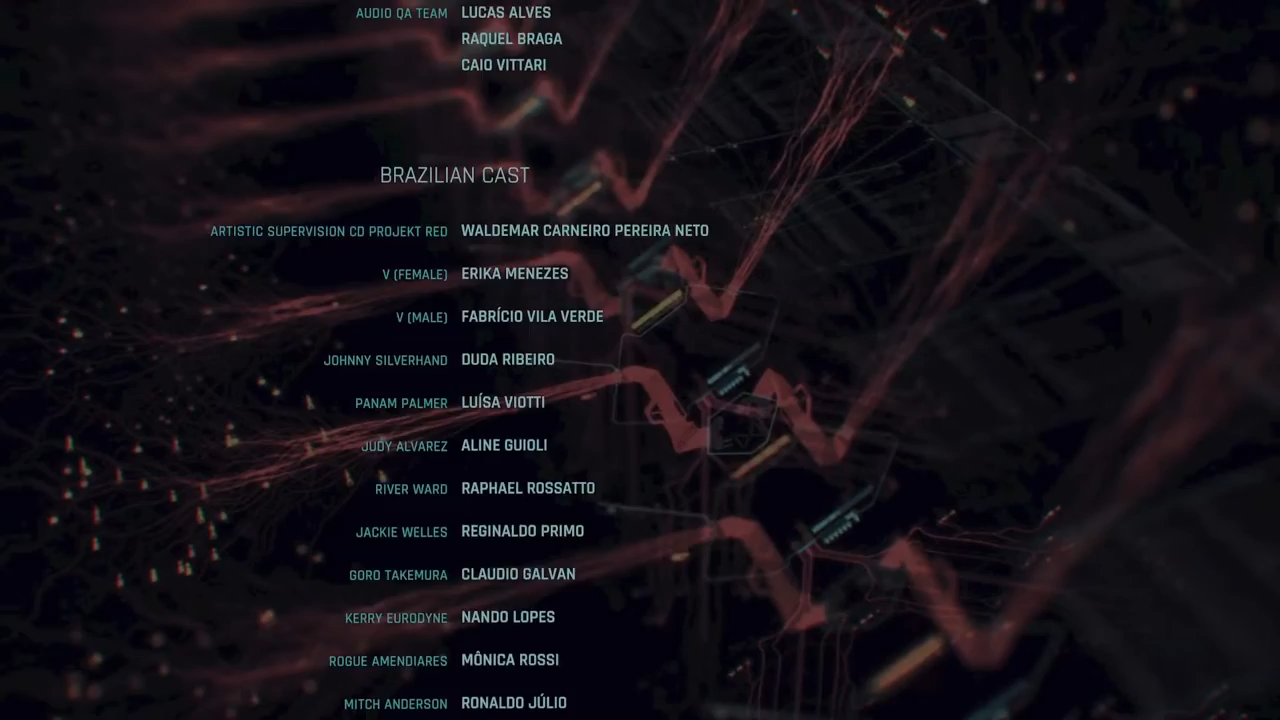 AUDIO QA TEAM LUCAS ALVES
RAQUEL BRAGA
CAIO VITTARI
BRAZILIAN CAST
ARTISTIC SUPERVISION CD PROJEKT RED WALDEMAR CARNEIRO PEREIRA NETO
V (FEMALE) ERIKA MENEZES
V (MALE) FABRÍCIO VILA VERDE
JOHNNY SILVERHAND DUDA RIBEIRO
PANAM PALMER LUÍSA VIOTTI
JUDY ALVAREZ ALINE GUIOLI
RIVER WARD RAPHAEL ROSSATTO
JACKIE WELLES REGINALDO PRIMO
GORO TAKEMURA CLAUDIO GALVAN
KERRY EURODYNE NANDO LOPES
ROGUE AMENDIARES MÔNICA ROSSI
MITCH ANDERSON RONALDO JÚLIO